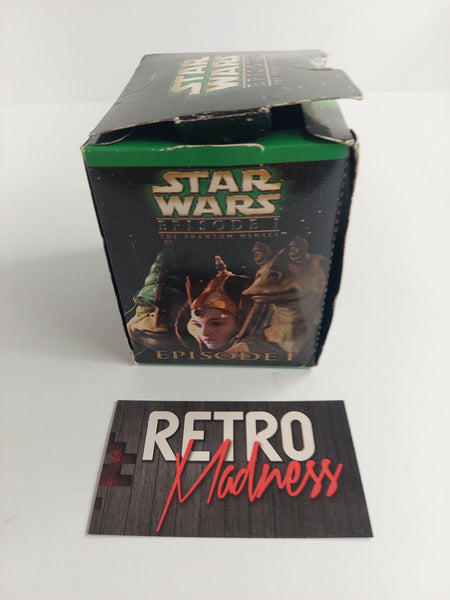 STAR
WARS
STAR
WARS
EPISODE I
THE PHANTOM MENACE
EPISODE I
RETRO
Madness